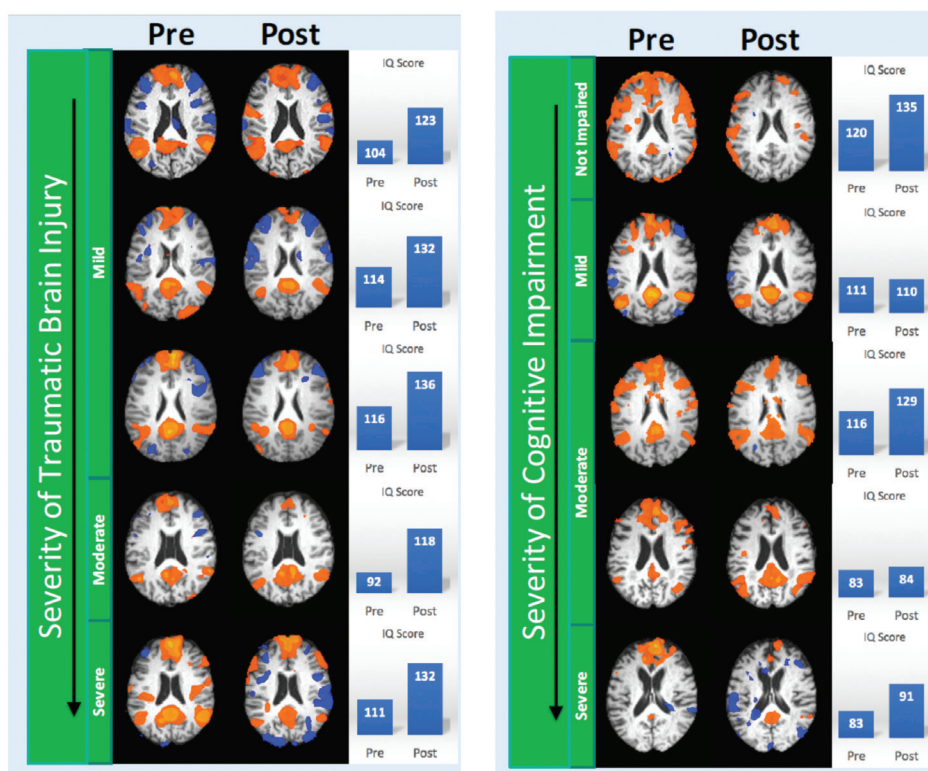 Pre Post
Severity of Traumatic Brain Injury
Mild
Moderate
Severe
IQ Score
104 123
Pre Post
IQ Score
114 132
Pre Post
IQ Score
116 136
Pre Post
IQ Score
92 118
Pre Post
IQ Score
111 132
Pre Post
Pre Post
Severity of Cognitive Impairment
Not Impaired
Mild
Moderate
Severe
IQ Score
120 135
Pre Post
IQ Score
111 110
Pre Post
IQ Score
116 129
Pre Post
IQ Score
83 84
Pre Post
IQ Score
83 91
Pre Post